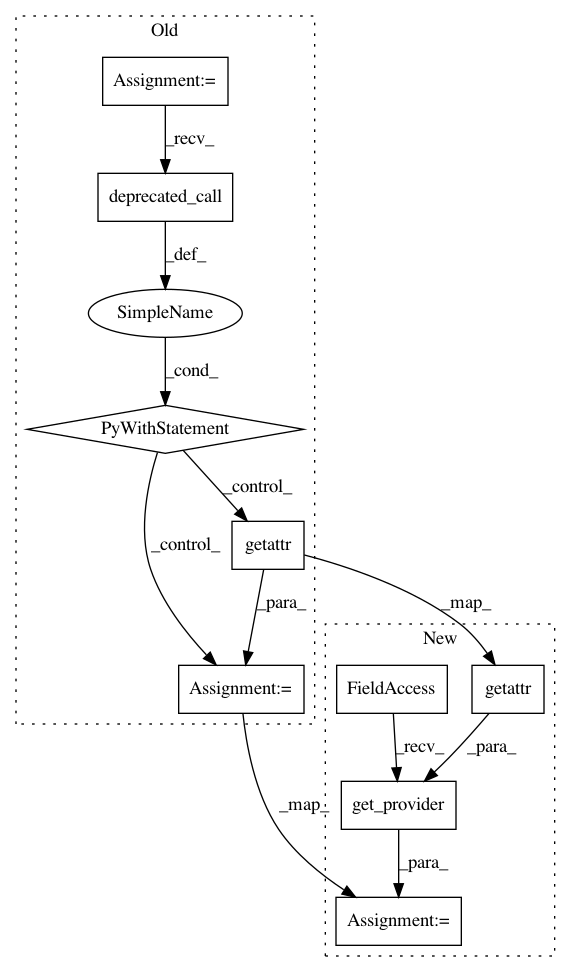 Old
Assignment:=
_recv_
deprecated_call
_def_
SimpleName
_cond_
PyWithStatement
_control_
_control_
getattr
_para_
_map_
Assignment:=
New
FieldAccess
getattr
_recv_
_para_
get_provider
_map_
_para_
Assignment:=